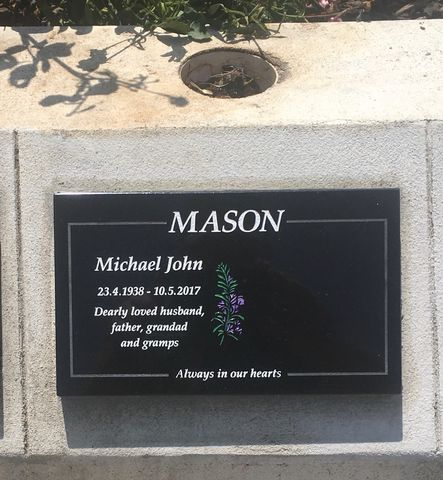 MASON
Michael John
23.4.1938 - 10.5.2017
Dearly loved husband,
father, grandad
and gramps
Always in our hearts